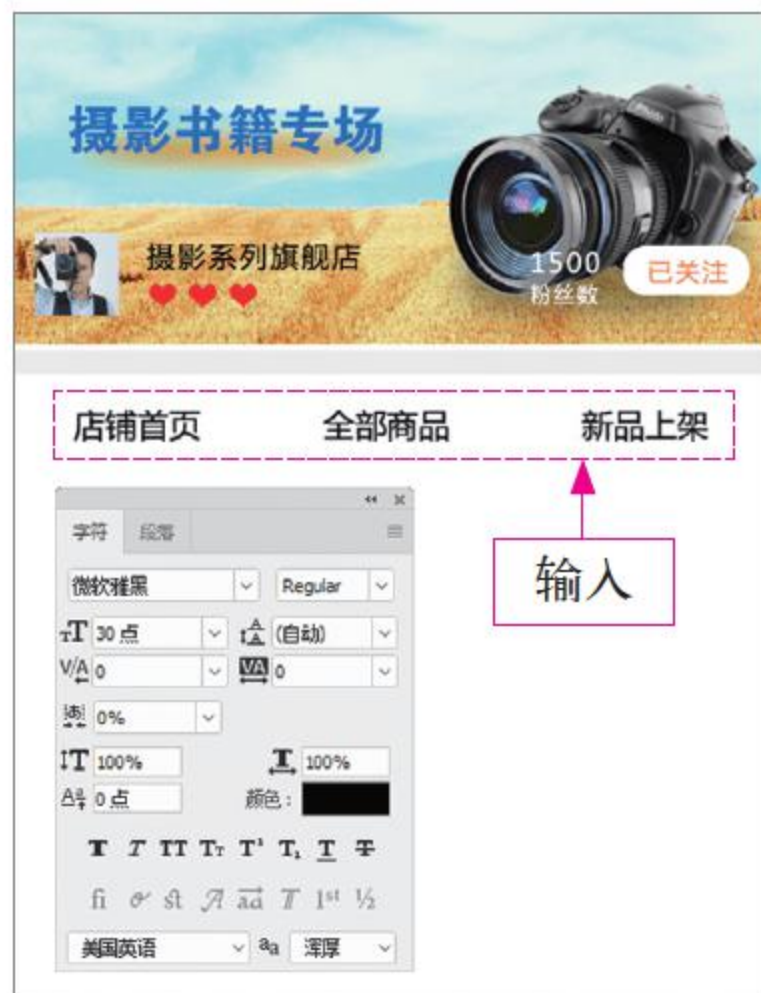 摄影书籍专场
摄影系列旗舰店
1500
粉丝数
已关注
店铺首页 全部商品 新品上架
输入
字符 段落
微软雅黑 Regular
30 点 (自动)
0 0
0%
100% 100%
0 点 颜色：
T T TT Tr T¹ T₁ T T
fi st A ad T 1st ½
美国英语 aa 浑厚